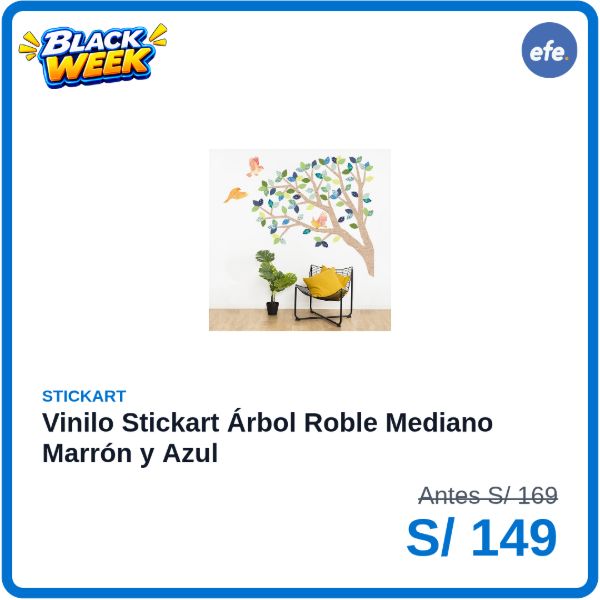 BLACK
WEEK
efe.
STICKART
Vinilo Stickart Árbol Roble Mediano
Marrón y Azul
Antes S/ 169
S/ 149